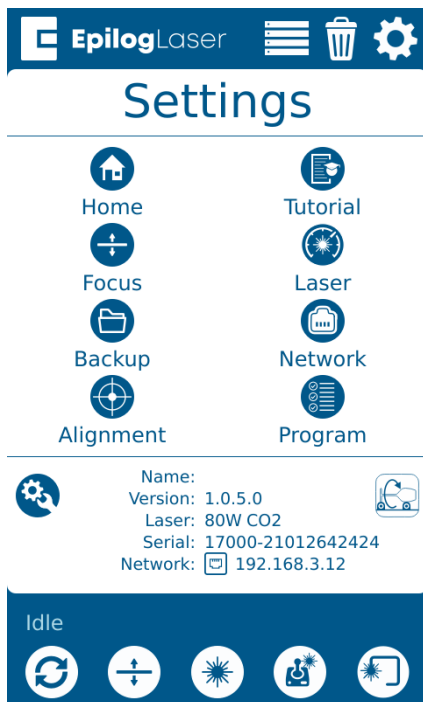 EpilogLaser
Settings
Home
Tutorial
Focus
Laser
Backup
Network
Alignment
Program
Name:
Version: 1.0.5.0
Laser: 80W CO2
Serial: 17000-21012642424
Network: 192.168.3.12
Idle